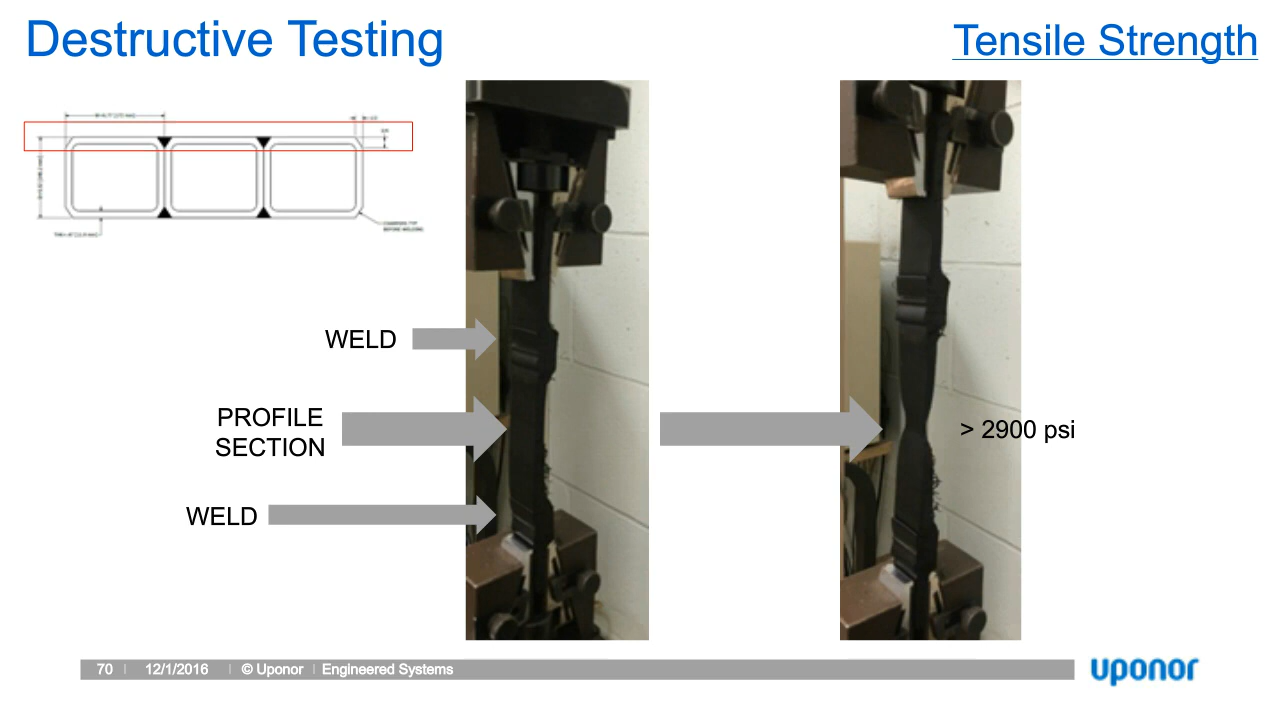 Destructive Testing
Tensile Strength
WELD
PROFILE
SECTION
> 2900 psi
WELD
70 | 12/1/2016 | © Uponor | Engineered Systems
uponor